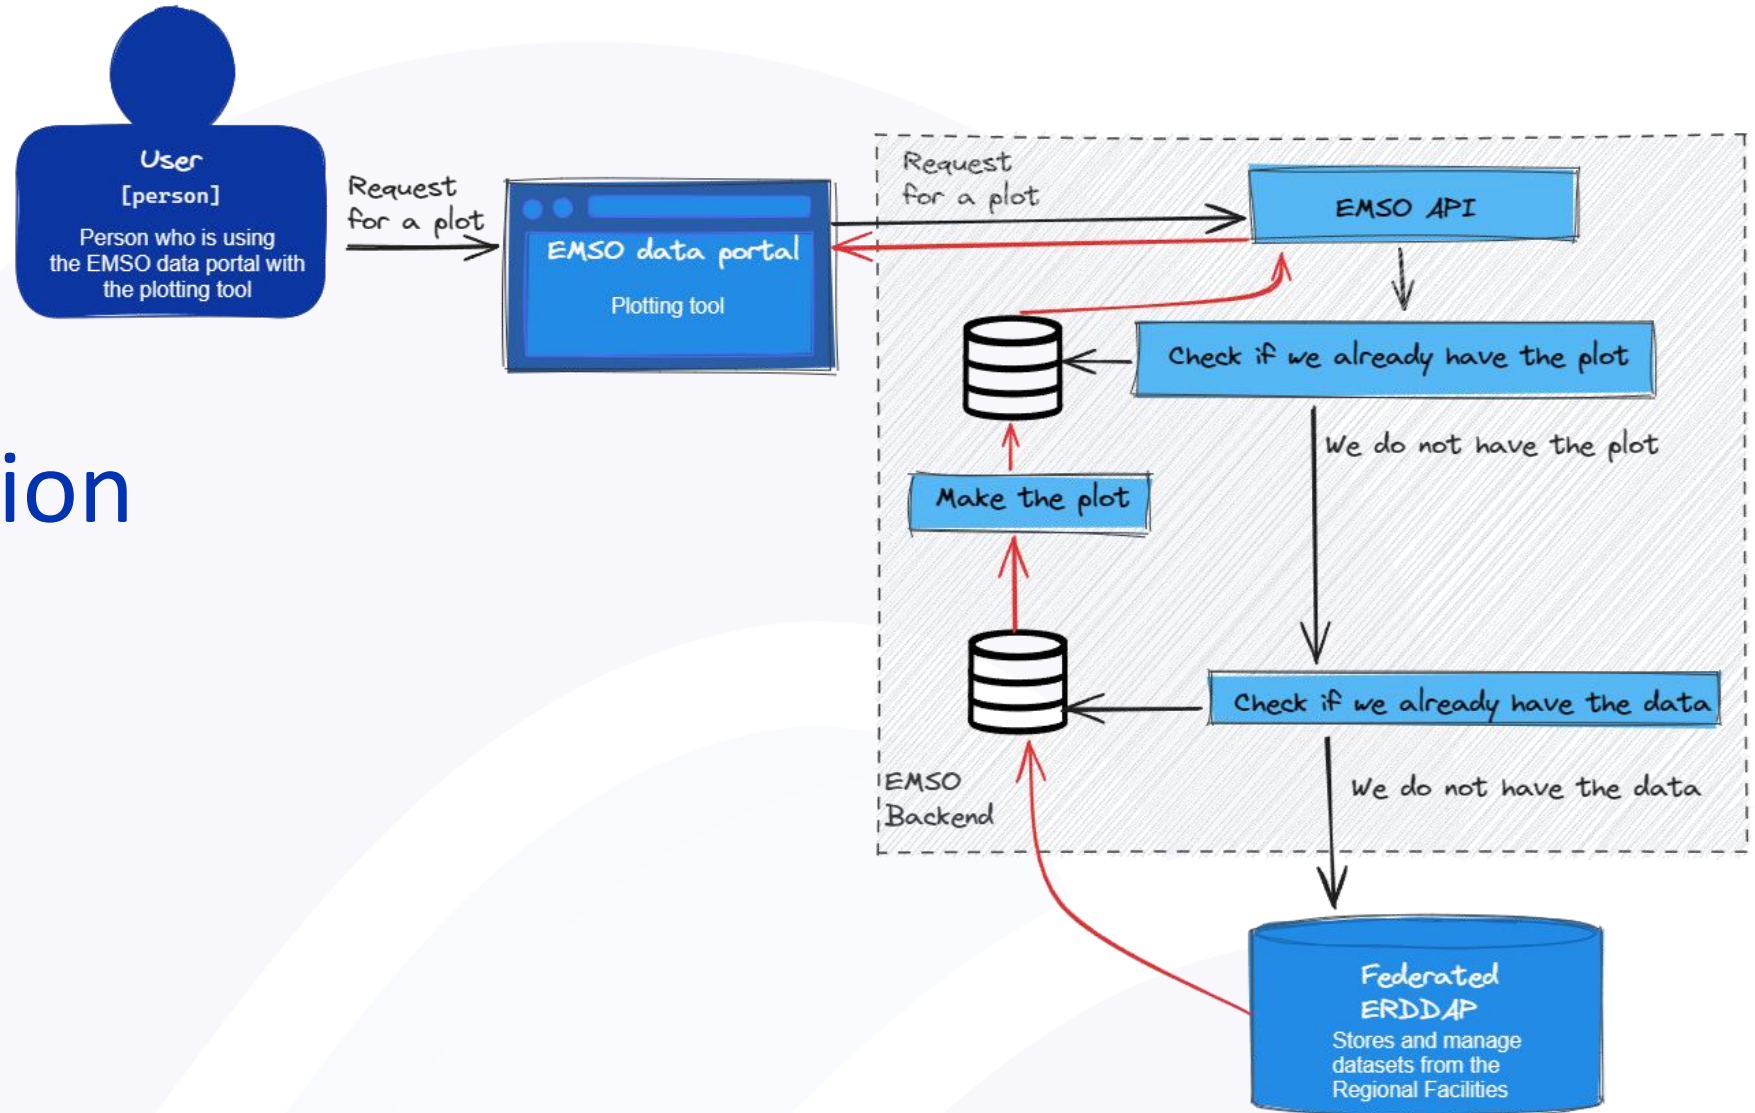 User
[person]
Person who is using
the EMSO data portal with
the plotting tool
Request
for a plot
EMSO data portal
Plotting tool
Request
for a plot
EMSO API
Check if we already have the plot
We do not have the plot
ion
Make the plot
Check if we already have the data
We do not have the data
EMSO
Backend
Federated
ERDDAP
Stores and manage
datasets from the
Regional Facilities